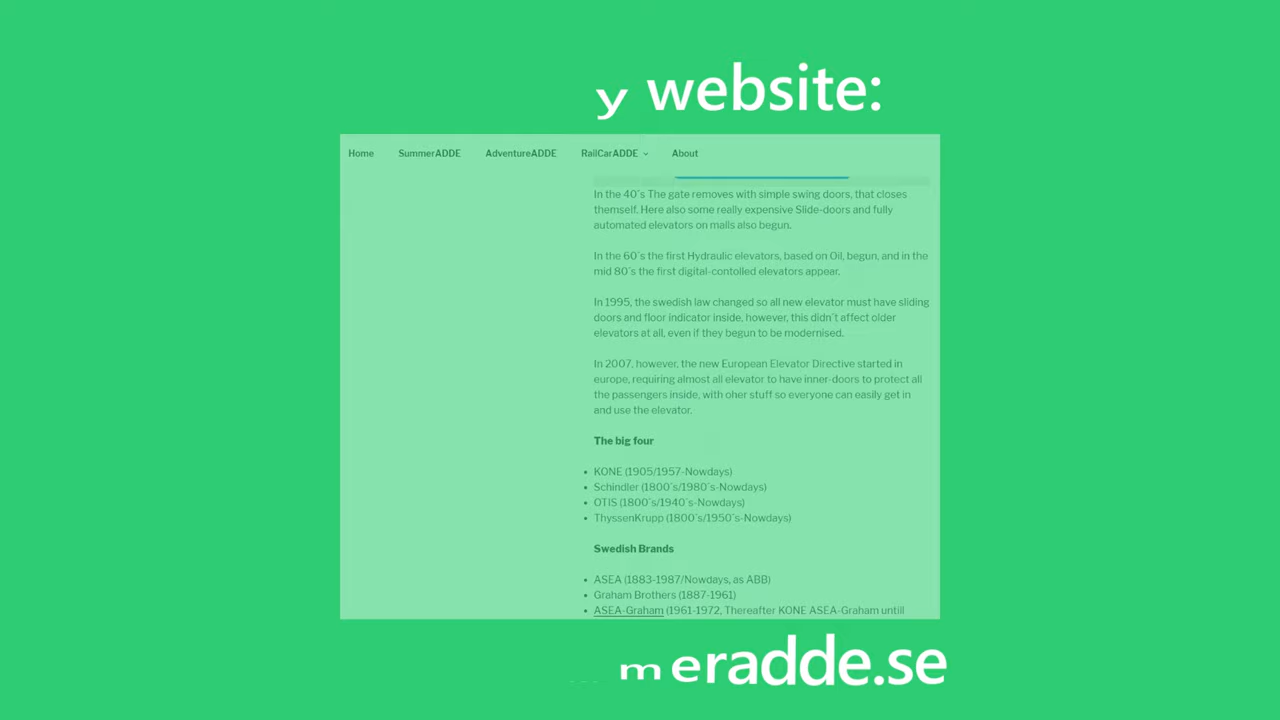 y website:
Home SummerADDE AdventureADDE RailCarADDE About
In the 40´s The gate removes with simple swing doors, that closes
themself. Here also some really expensive Slide-doors and fully
automated elevators on malls also begun.
In the 60´s the first Hydraulic elevators, based on Oil, begun, and in the
mid 80´s the first digital-contolled elevators appear.
In 1995, the swedish law changed so all new elevator must have sliding
doors and floor indicator inside, however, this didn´t affect older
elevators at all, even if they begun to be modernised.
In 2007, however, the new European Elevator Directive started in
europe, requiring almost all elevator to have inner-doors to protect all
the passengers inside, with oher stuff so everyone can easily get in
and use the elevator.
The big four
• KONE (1905/1957-Nowdays)
• Schindler (1800´s/1980´s-Nowdays)
• OTIS (1800´s/1940´s-Nowdays)
• ThyssenKrupp (1800´s/1950´s-Nowdays)
Swedish Brands
• ASEA (1883-1987/Nowdays, as ABB)
• Graham Brothers (1887-1961)
• ASEA-Graham (1961-1972, Thereafter KONE ASEA-Graham untill
meradde.se